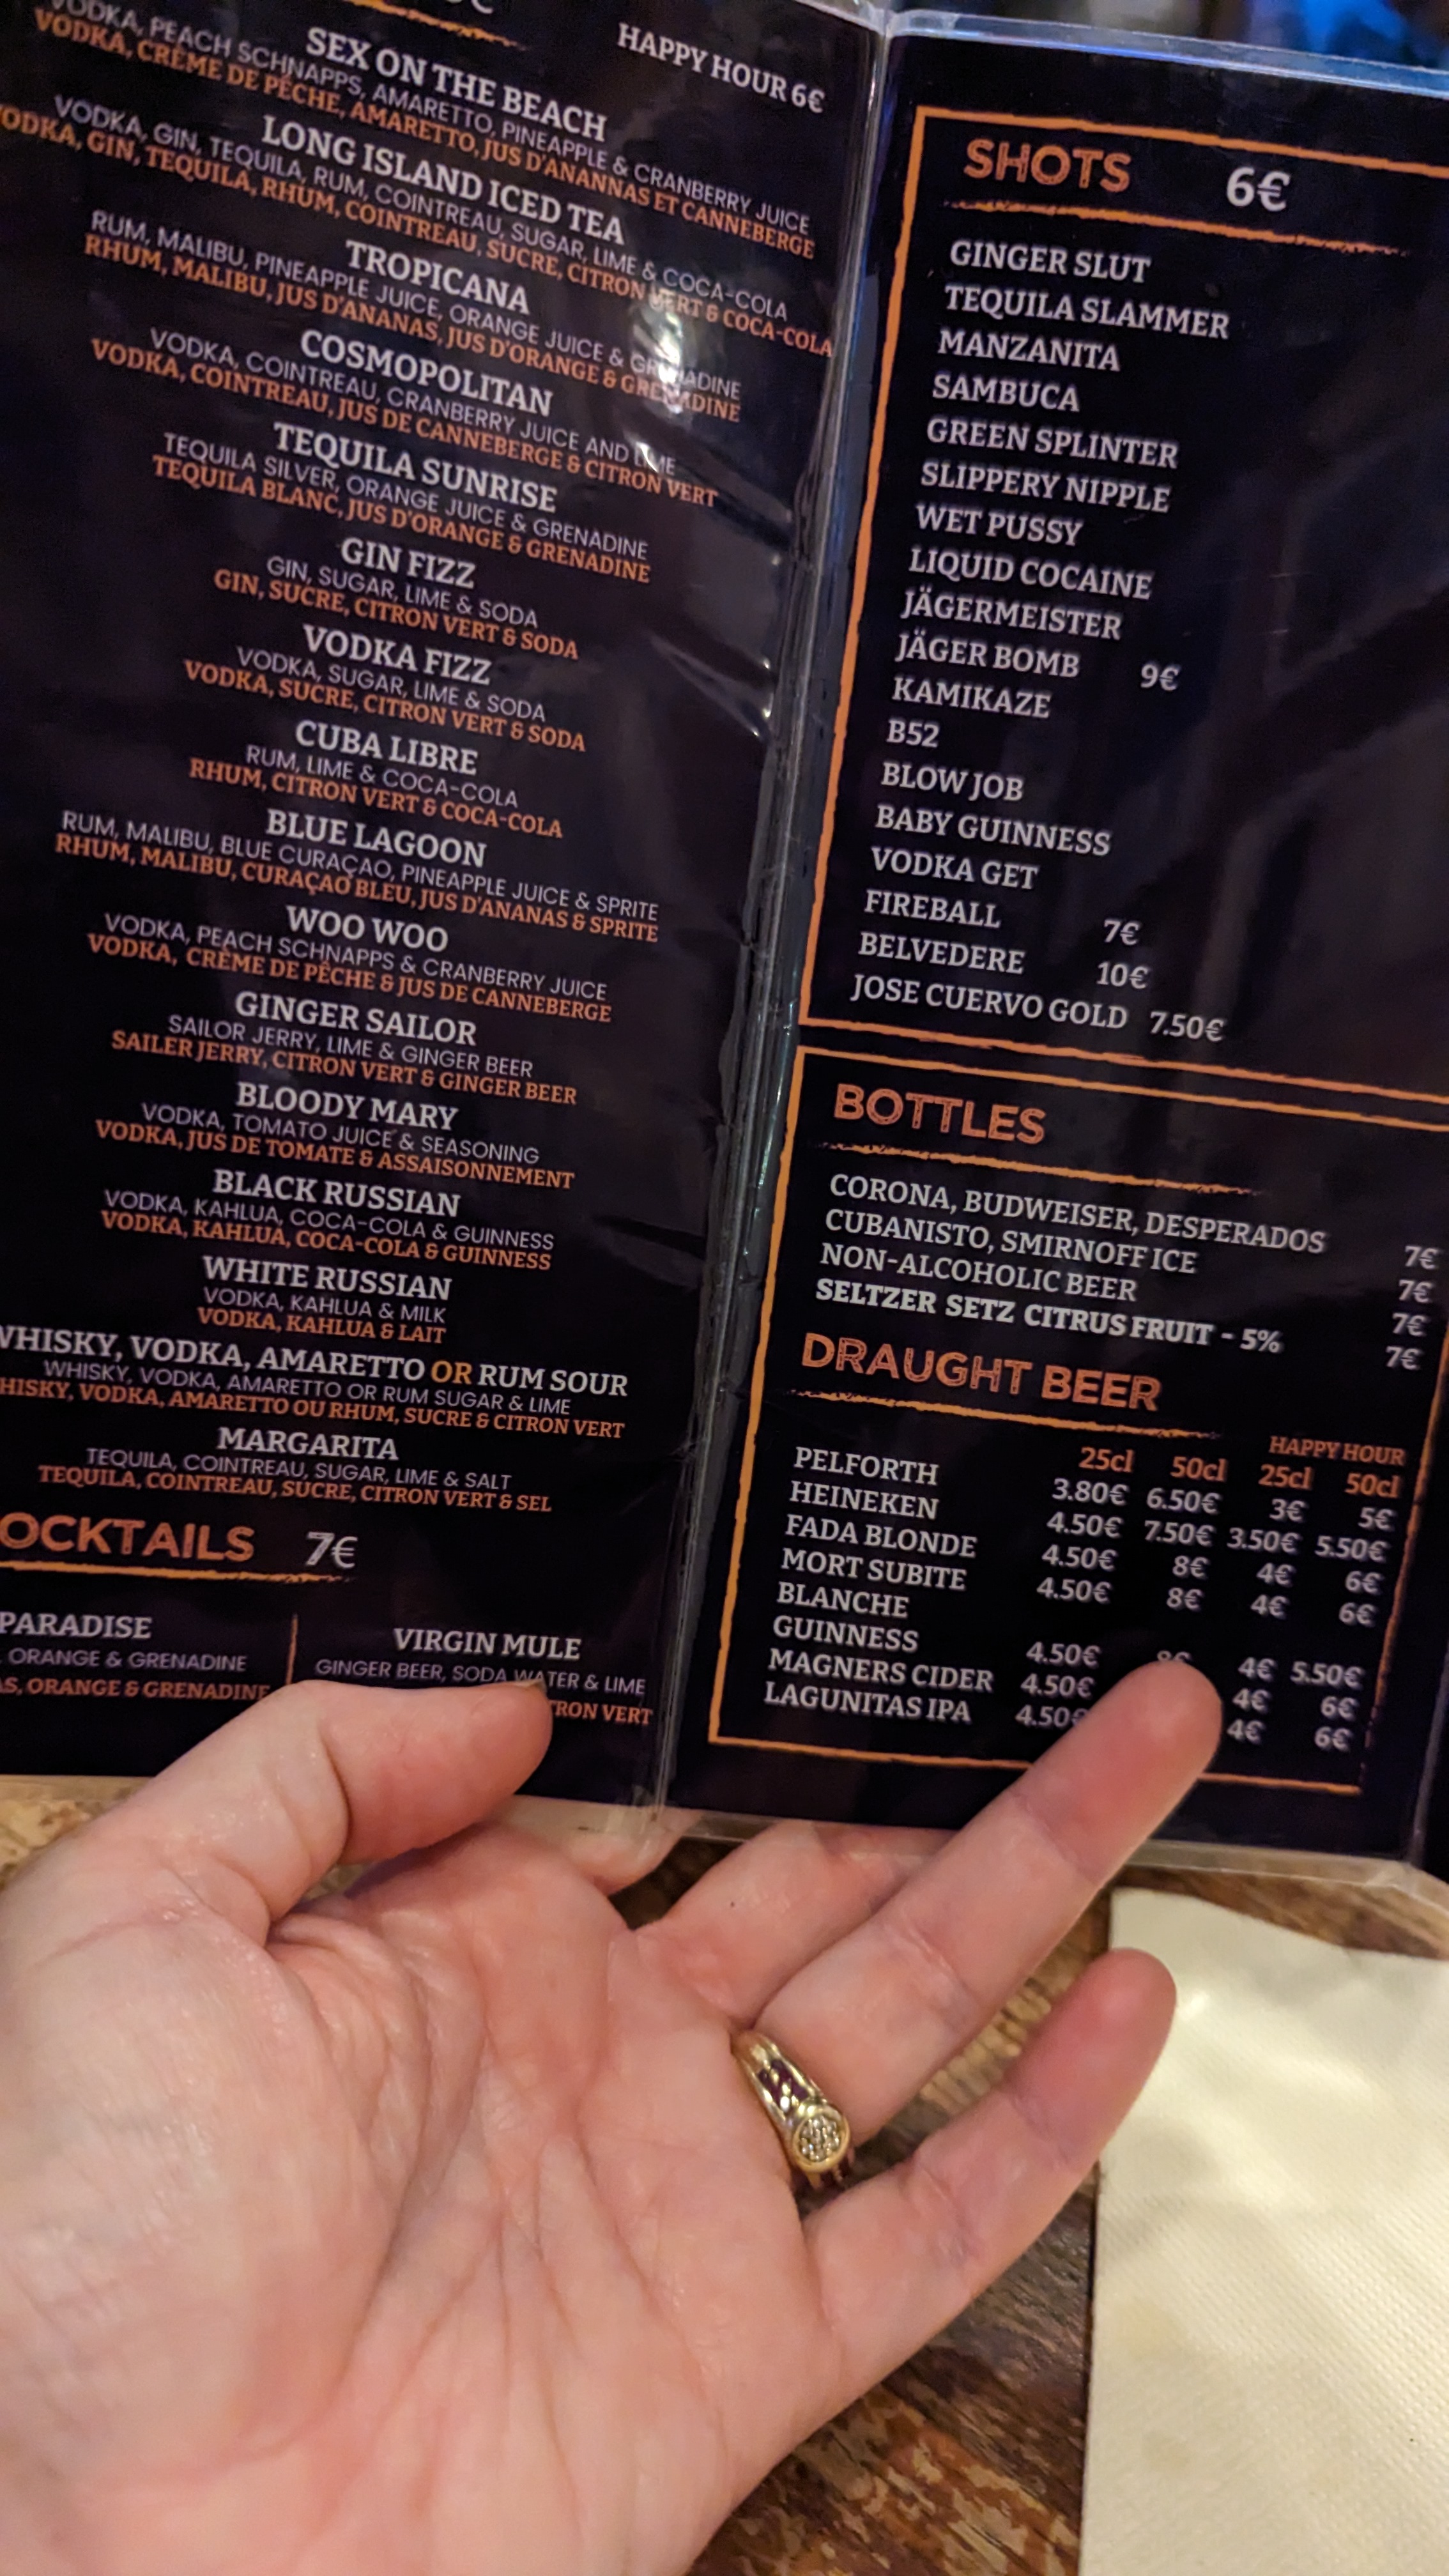 HAPPY HOUR 6€
SEX ON THE BEACH
VODKA, PEACH SCHNAPPS, AMARETTO, PINEAPPLE & CRANBERRY JUICE
VODKA, CRÈME DE PÊCHE, AMARETTO, JUS D'ANANNAS ET CANNEBERGE
LONG ISLAND ICED TEA
VODKA, GIN, TEQUILA, RUM, COINTREAU, SUGAR, LIME & COCA-COLA
VODKA, GIN, TEQUILA, RHUM, COINTREAU, SUCRE, CITRON VERT & COCA-COLA
TROPICANA
RUM, MALIBU, PINEAPPLE JUICE, ORANGE JUICE & GRENADINE
RHUM, MALIBU, JUS D'ANANAS, JUS D'ORANGE & GRENADINE
COSMOPOLITAN
VODKA, COINTREAU, CRANBERRY JUICE AND LIME
VODKA, COINTREAU, JUS DE CANNEBERGE & CITRON VERT
TEQUILA SUNRISE
TEQUILA SILVER, ORANGE JUICE & GRENADINE
TEQUILA BLANC, JUS D'ORANGE & GRENADINE
GIN FIZZ
GIN, SUGAR, LIME & SODA
GIN, SUCRE, CITRON VERT & SODA
VODKA FIZZ
VODKA, SUGAR, LIME & SODA
VODKA, SUCRE, CITRON VERT & SODA
CUBA LIBRE
RUM, LIME & COCA-COLA
RHUM, CITRON VERT & COCA-COLA
BLUE LAGOON
RUM, MALIBU, BLUE CURAÇAO, PINEAPPLE JUICE & SPRITE
RHUM, MALIBU, CURAÇAO BLEU, JUS D'ANANAS & SPRITE
WOO WOO
VODKA, PEACH SCHNAPPS & CRANBERRY JUICE
VODKA, CRÈME DE PÊCHE & JUS DE CANNEBERGE
GINGER SAILOR
SAILOR JERRY, LIME & GINGER BEER
SAILER JERRY, CITRON VERT & GINGER BEER
BLOODY MARY
VODKA, TOMATO JUICE & SEASONING
VODKA, JUS DE TOMATE & ASSAISONNEMENT
BLACK RUSSIAN
VODKA, KAHLUA, COCA-COLA & GUINNESS
VODKA, KAHLUA, COCA-COLA & GUINNESS
WHITE RUSSIAN
VODKA, KAHLUA & MILK
VODKA, KAHLUA & LAIT
WHISKY, VODKA, AMARETTO OR RUM SOUR
WHISKY, VODKA, AMARETTO OR RUM SUGAR & LIME
HISKY, VODKA, AMARETTO OU RHUM, SUCRE & CITRON VERT
MARGARITA
TEQUILA, COINTREAU, SUGAR, LIME & SALT
TEQUILA, COINTREAU, SUCRE, CITRON VERT & SEL
OCKTAILS 7€
PARADISE
ORANGE & GRENADINE
S, ORANGE & GRENADINE
VIRGIN MULE
GINGER BEER, SODA WATER & LIME
TRON VERT
SHOTS 6€
GINGER SLUT
TEQUILA SLAMMER
MANZANITA
SAMBUCA
GREEN SPLINTER
SLIPPERY NIPPLE
WET PUSSY
LIQUID COCAINE
JÄGERMEISTER
JÄGER BOMB 9€
KAMIKAZE
B52
BLOW JOB
BABY GUINNESS
VODKA GET
FIREBALL 7€
BELVEDERE 10€
JOSE CUERVO GOLD 7.50€
BOTTLES
CORONA, BUDWEISER, DESPERADOS 7€
CUBANISTO, SMIRNOFF ICE 7€
NON-ALCOHOLIC BEER 7€
SELTZER SETZ CITRUS FRUIT - 5% 7€
DRAUGHT BEER
HAPPY HOUR
25cl 50cl 25cl 50cl
PELFORTH 3.80€ 6.50€ 3€ 5€
HEINEKEN 4.50€ 7.50€ 3.50€ 5.50€
FADA BLONDE 4.50€ 8€ 4€ 6€
MORT SUBITE 4.50€ 8€ 4€ 6€
BLANCHE
GUINNESS 4.50€ 8€ 4€ 5.50€
MAGNERS CIDER 4.50€ 4€ 6€
LAGUNITAS IPA 4.50€ 4€ 6€